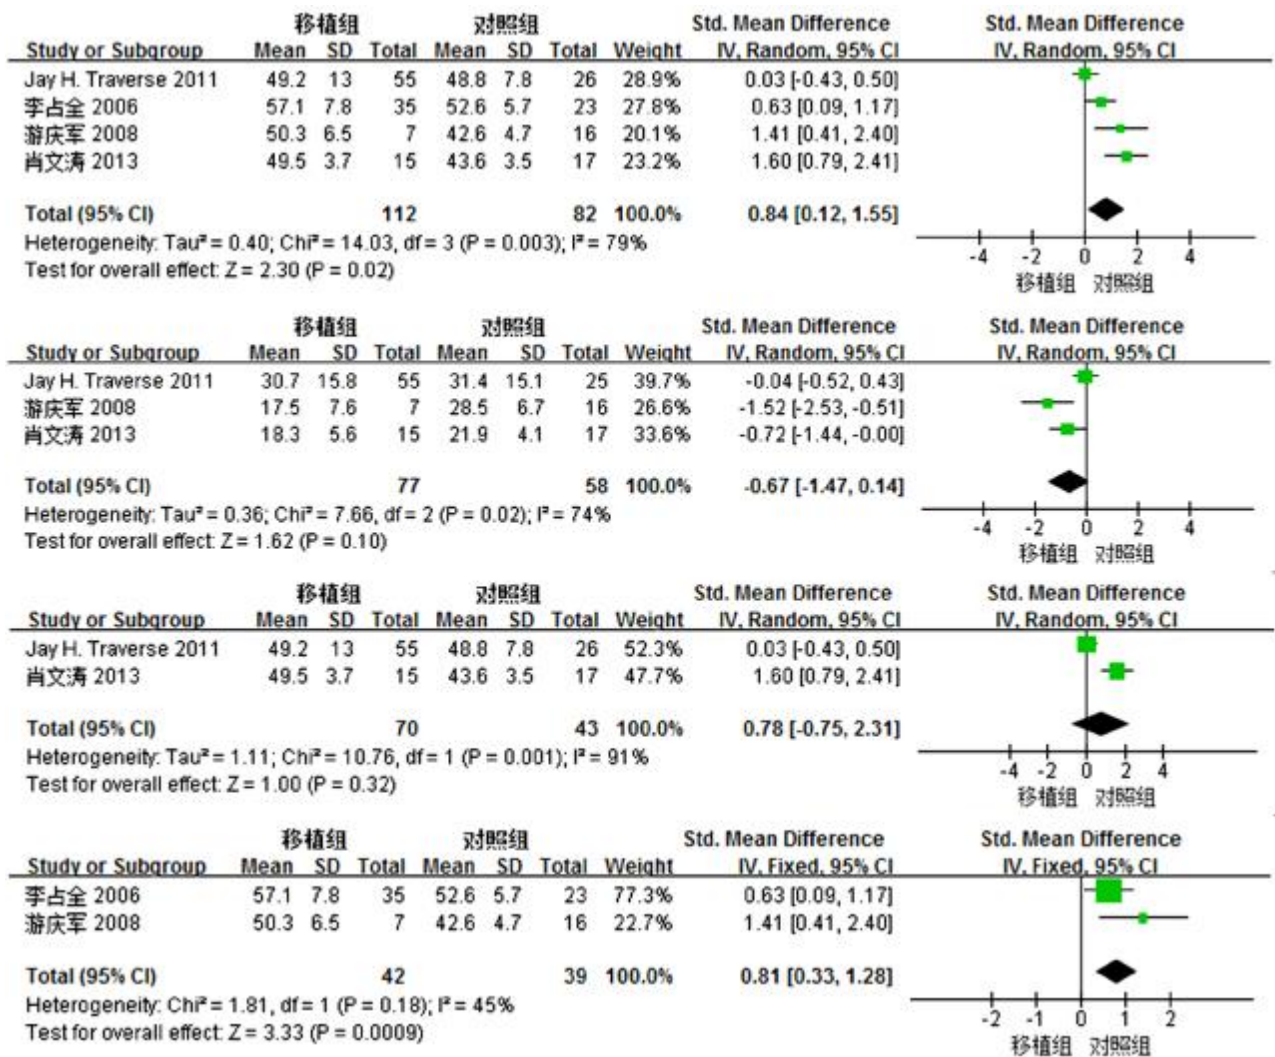 移植组 对照组 Std. Mean Difference Std. Mean Difference
Study or Subgroup Mean SD Total Mean SD Total Weight IV, Random, 95% CI IV, Random, 95% CI
Jay H. Traverse 2011 49.2 13 55 48.8 7.8 26 28.9% 0.03 [-0.43, 0.50]
李占全 2006 57.1 7.8 35 52.6 5.7 23 27.8% 0.63 [0.09, 1.17]
游庆军 2008 50.3 6.5 7 42.6 4.7 16 20.1% 1.41 [0.41, 2.40]
肖文涛 2013 49.5 3.7 15 43.6 3.5 17 23.2% 1.60 [0.79, 2.41]
Total (95% CI) 112 82 100.0% 0.84 [0.12, 1.55]
Heterogeneity: Tau² = 0.40; Chi² = 14.03, df = 3 (P = 0.003); I² = 79%
Test for overall effect: Z = 2.30 (P = 0.02)
-4 -2 0 2 4
移植组 对照组
移植组 对照组 Std. Mean Difference Std. Mean Difference
Study or Subgroup Mean SD Total Mean SD Total Weight IV, Random, 95% CI IV, Random, 95% CI
Jay H. Traverse 2011 30.7 15.8 55 31.4 15.1 25 39.7% -0.04 [-0.52, 0.43]
游庆军 2008 17.5 7.6 7 28.5 6.7 16 26.6% -1.52 [-2.53, -0.51]
肖文涛 2013 18.3 5.6 15 21.9 4.1 17 33.6% -0.72 [-1.44, -0.00]
Total (95% CI) 77 58 100.0% -0.67 [-1.47, 0.14]
Heterogeneity: Tau² = 0.36; Chi² = 7.66, df = 2 (P = 0.02); I² = 74%
Test for overall effect: Z = 1.62 (P = 0.10)
-4 -2 0 2 4
移植组 对照组
移植组 对照组 Std. Mean Difference Std. Mean Difference
Study or Subgroup Mean SD Total Mean SD Total Weight IV, Random, 95% CI IV, Random, 95% CI
Jay H. Traverse 2011 49.2 13 55 48.8 7.8 26 52.3% 0.03 [-0.43, 0.50]
肖文涛 2013 49.5 3.7 15 43.6 3.5 17 47.7% 1.60 [0.79, 2.41]
Total (95% CI) 70 43 100.0% 0.78 [-0.75, 2.31]
Heterogeneity: Tau² = 1.11; Chi² = 10.76, df = 1 (P = 0.001); I² = 91%
Test for overall effect: Z = 1.00 (P = 0.32)
-4 -2 0 2 4
移植组 对照组
移植组 对照组 Std. Mean Difference Std. Mean Difference
Study or Subgroup Mean SD Total Mean SD Total Weight IV, Fixed, 95% CI IV, Fixed, 95% CI
李占全 2006 57.1 7.8 35 52.6 5.7 23 77.3% 0.63 [0.09, 1.17]
游庆军 2008 50.3 6.5 7 42.6 4.7 16 22.7% 1.41 [0.41, 2.40]
Total (95% CI) 42 39 100.0% 0.81 [0.33, 1.28]
Heterogeneity: Chi² = 1.81, df = 1 (P = 0.18); I² = 45%
Test for overall effect: Z = 3.33 (P = 0.0009)
-2 -1 0 1 2
移植组 对照组